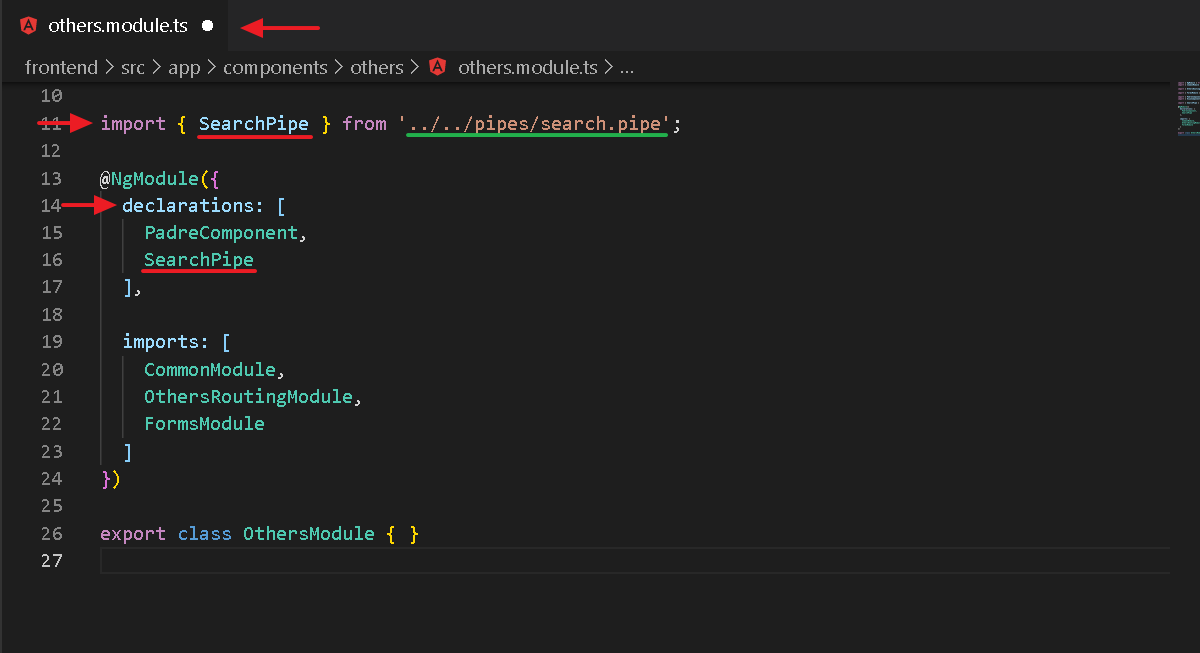 others.module.ts
frontend > src > app > components > others > others.module.ts > ...
10
11 import { SearchPipe } from '../../pipes/search.pipe';
12
13 @NgModule({
14 declarations: [
15 PadreComponent,
16 SearchPipe
17 ],
18
19 imports: [
20 CommonModule,
21 OthersRoutingModule,
22 FormsModule
23 ]
24 })
25
26 export class OthersModule { }
27